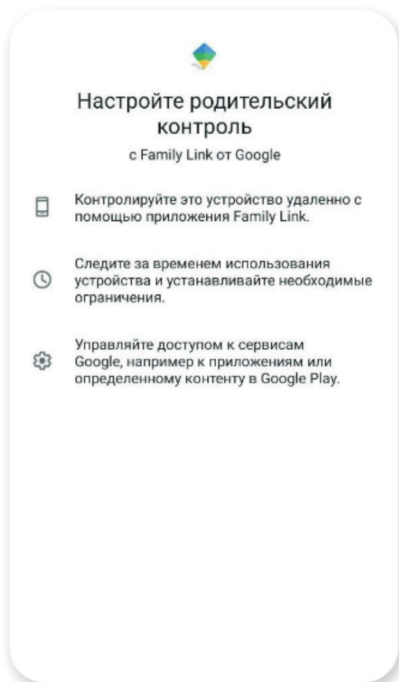 Настройте родительский
контроль
с Family Link от Google
Контролируйте это устройство удаленно с
помощью приложения Family Link.
Следите за временем использования
устройства и устанавливайте необходимые
ограничения.
Управляйте доступом к сервисам
Google, например к приложениям или
определенному контенту в Google Play.